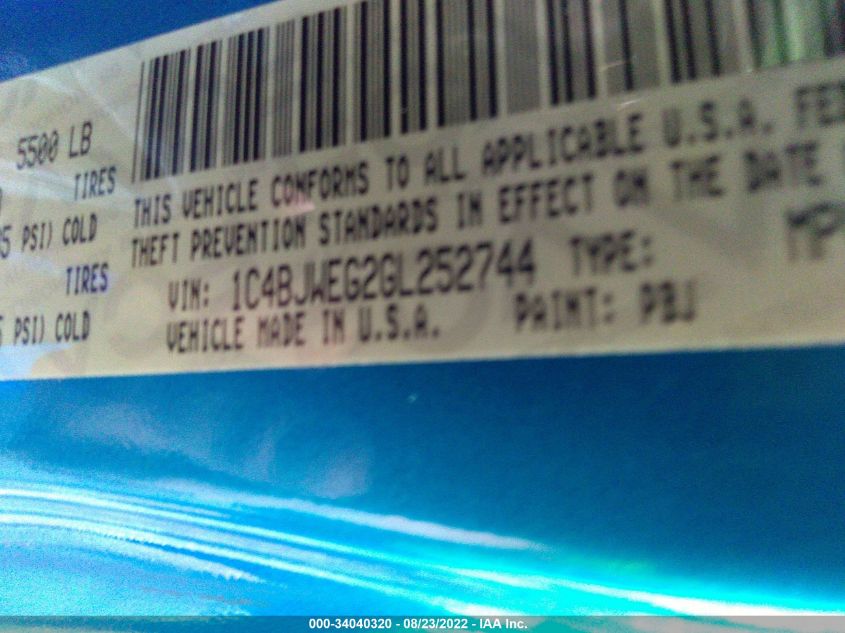 5500 LB
TIRES
PSI) COLD
TIRES
PSI) COLD
THIS VEHICLE CONFORMS TO ALL APPLICABLE U.S.A.
THEFT PREVENTION STANDARDS IN EFFECT ON THE DATE
VIN: 1C4BJWEG2GL252744 TYPE:
VEHICLE MADE IN U.S.A. PAINT: PBJ
000-34040320 - 08/23/2022 - IAA Inc.